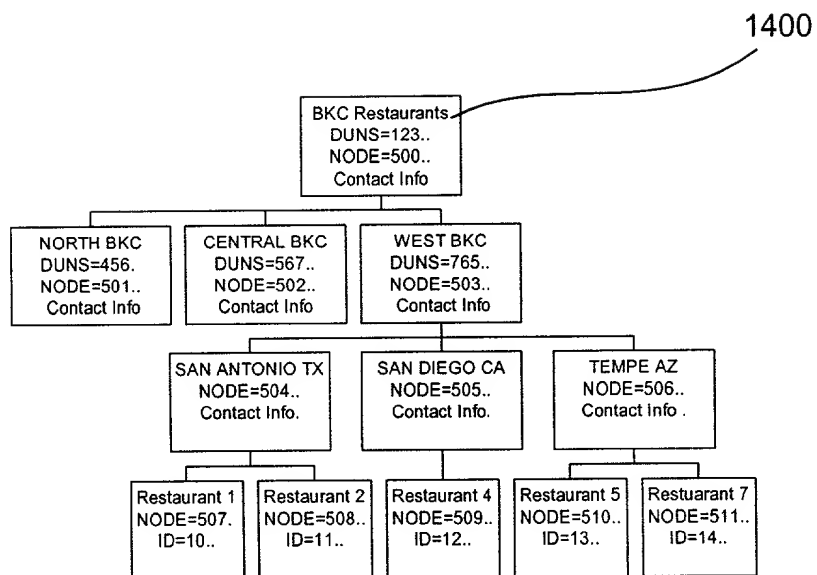 1400
BKC Restaurants
DUNS=123..
NODE=500..
Contact Info
NORTH BKC
DUNS=456.
NODE=501..
Contact Info
CENTRAL BKC
DUNS=567..
NODE=502..
Contact Info
WEST BKC
DUNS=765..
NODE=503..
Contact Info
SAN ANTONIO TX
NODE=504..
Contact Info.
SAN DIEGO CA
NODE=505..
Contact Info.
TEMPE AZ
NODE=506..
Contact Info .
Restaurant 1
NODE=507.
ID=10..
Restaurant 2
NODE=508..
ID=11..
Restaurant 4
NODE=509..
ID=12..
Restaurant 5
NODE=510..
ID=13..
Restuarant 7
NODE=511..
ID=14..